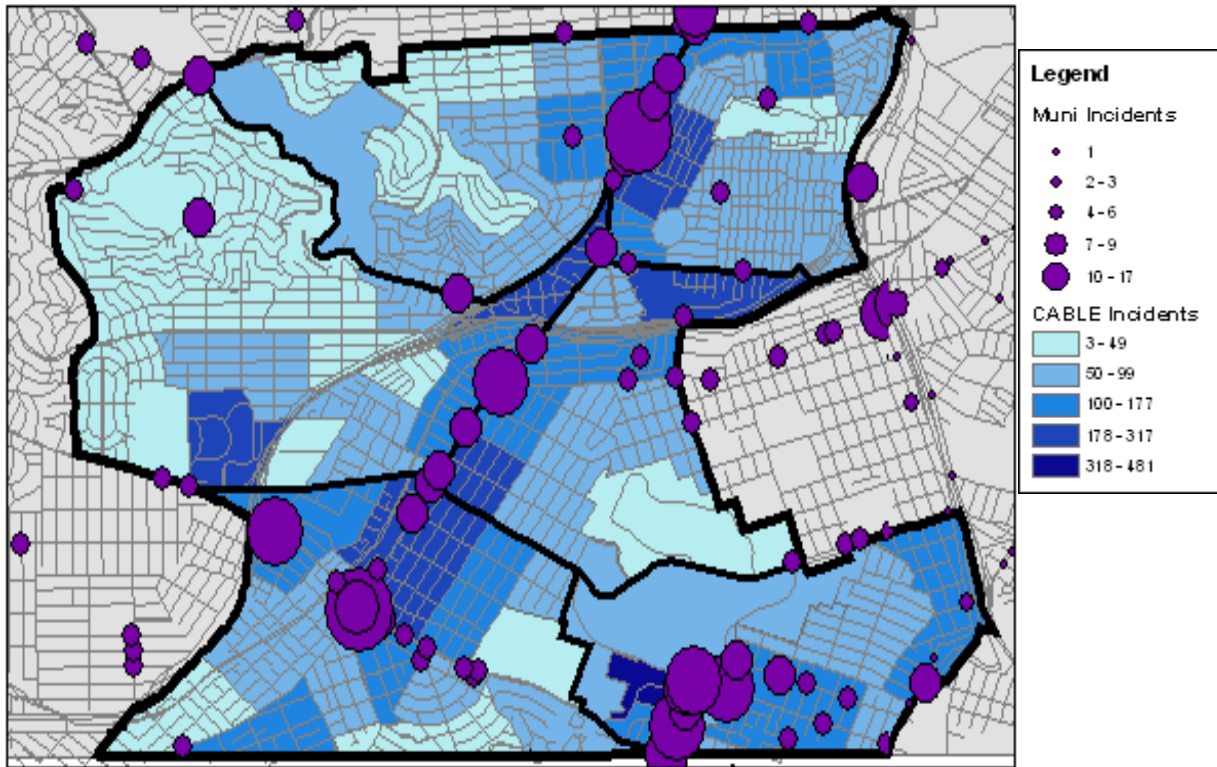 Legend
Muni Incidents
1
2 - 3
4 - 6
7 - 9
10 - 17
CABLE Incidents
3 - 49
50 - 99
100 - 177
178 - 317
318 - 481